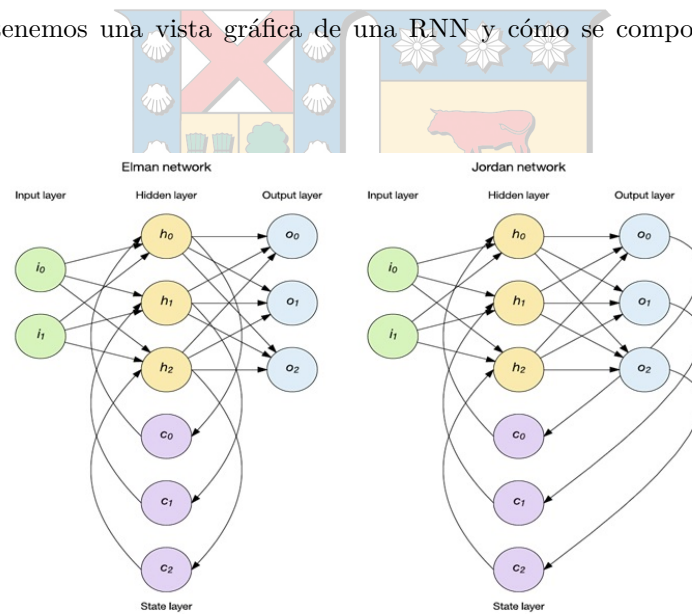 tenemos una vista gráfica de una RNN y cómo se compo
Elman network
Input layer Hidden layer Output layer
h0 o0
i0
h1 o1
i1
h2 o2
c0
c1
c2
State layer
Jordan network
Input layer Hidden layer Output layer
h0 o0
i0
h1 o1
i1
h2 o2
c0
c1
c2
State layer